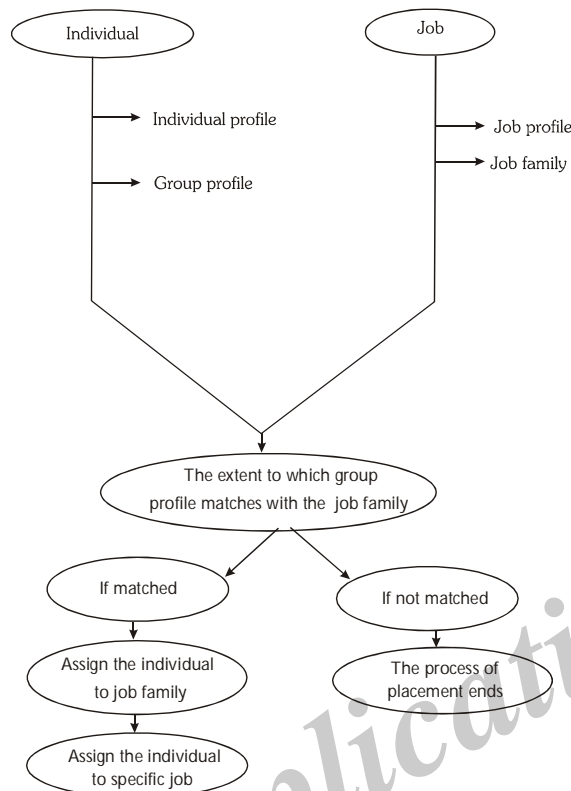 Individual
Job
Individual profile
Job profile
Job family
Group profile
The extent to which group
profile matches with the job family
If matched
If not matched
Assign the individual
to job family
The process of
placement ends
Assign the individual
to specific job